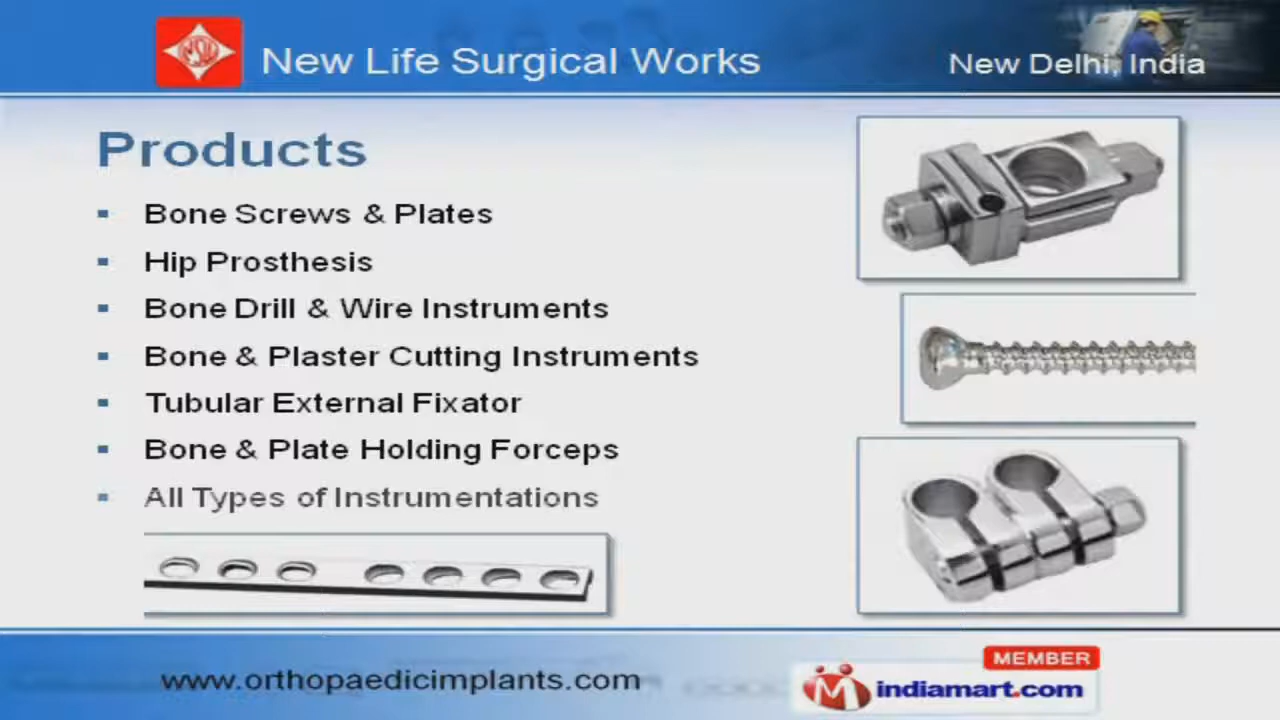 NSW
New Life Surgical Works
New Delhi, India
Products
▪ Bone Screws & Plates
▪ Hip Prosthesis
▪ Bone Drill & Wire Instruments
▪ Bone & Plaster Cutting Instruments
▪ Tubular External Fixator
▪ Bone & Plate Holding Forceps
▪ All Types of Instrumentations
www.orthopaedicimplants.com
MEMBER
indiamart.com